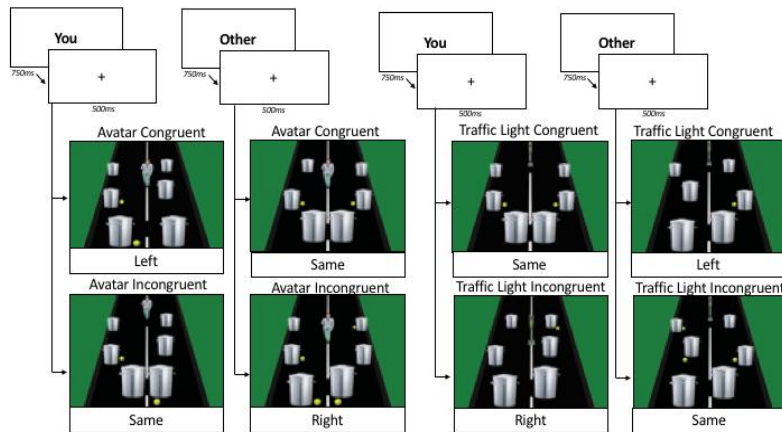 You
Other
You
Other
+
+
+
+
750ms
750ms
750ms
750ms
500ms
500ms
500ms
500ms
Avatar Congruent
Avatar Congruent
Traffic Light Congruent
Traffic Light Congruent
Left
Same
Same
Left
Avatar Incongruent
Avatar Incongruent
Traffic Light Incongruent
Traffic Light Incongruent
Same
Right
Right
Same